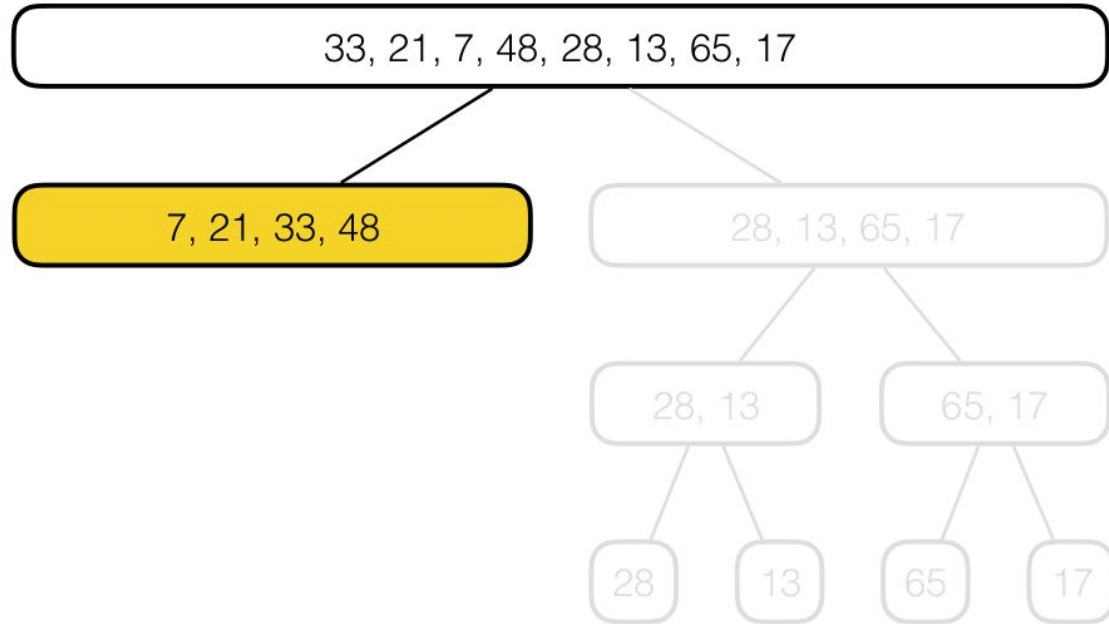 33, 21, 7, 48, 28, 13, 65, 17
7, 21, 33, 48
28, 13, 65, 17
28, 13
65, 17
28
13
65
17